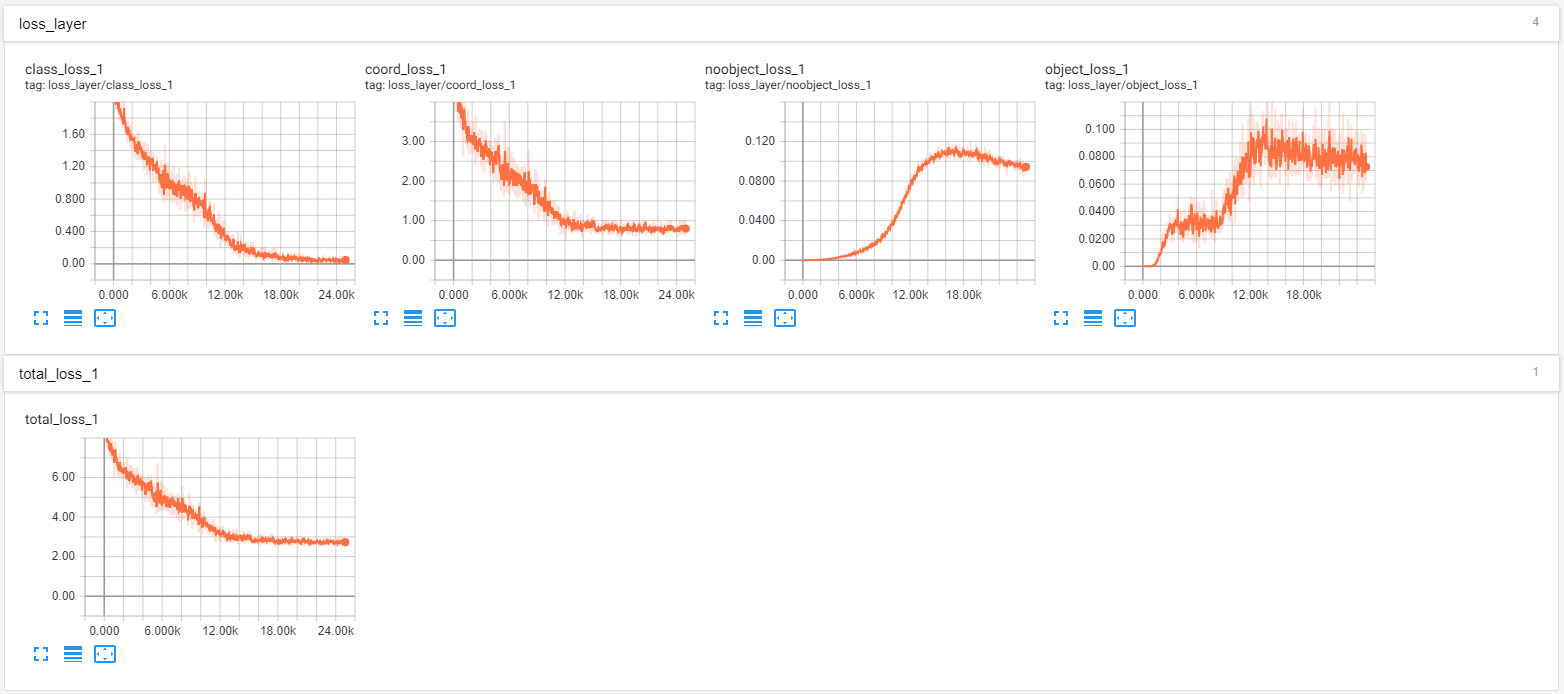 loss_layer 4
class_loss_1
tag: loss_layer/class_loss_1
1.60
1.20
0.800
0.400
0.00
0.000 6.000k 12.00k 18.00k 24.00k
coord_loss_1
tag: loss_layer/coord_loss_1
3.00
2.00
1.00
0.00
0.000 6.000k 12.00k 18.00k 24.00k
noobject_loss_1
tag: loss_layer/noobject_loss_1
0.120
0.0800
0.0400
0.00
0.000 6.000k 12.00k 18.00k
object_loss_1
tag: loss_layer/object_loss_1
0.100
0.0800
0.0600
0.0400
0.0200
0.00
0.000 6.000k 12.00k 18.00k
total_loss_1 1
total_loss_1
6.00
4.00
2.00
0.00
0.000 6.000k 12.00k 18.00k 24.00k